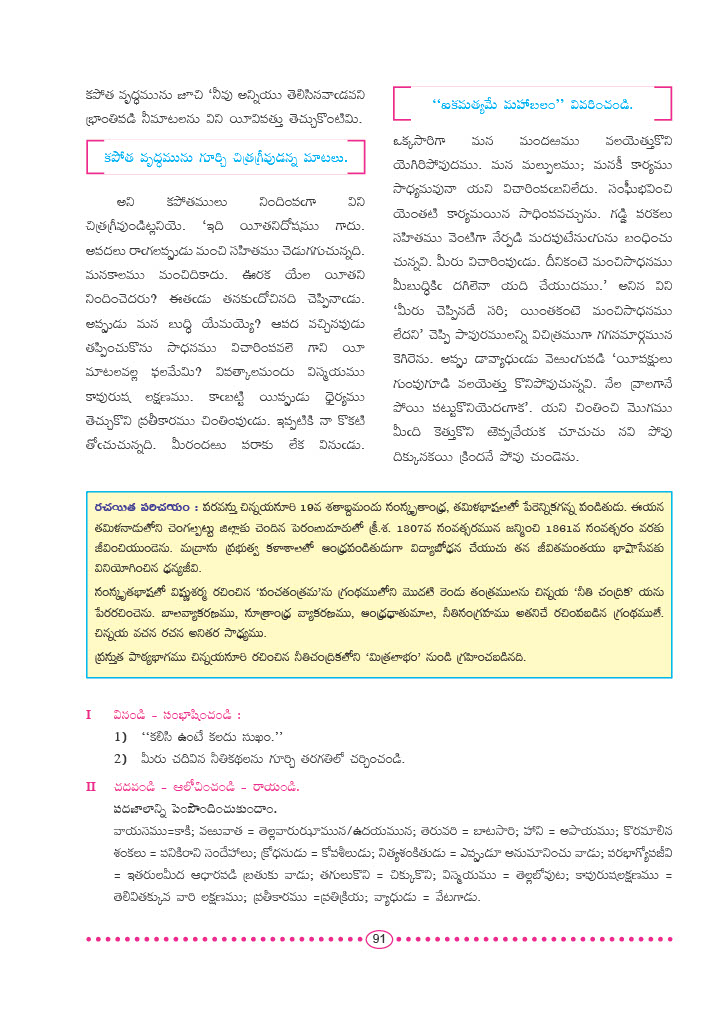 కపోత వృద్ధమును జూచి ‘నీవు అన్నియు తెలిసినవాఁడవని
భ్రాంతిపడి నీమాటలను విని యీవిపత్తు తెచ్చుకొంటిమి.
కపోత వృద్ధమును గూర్చి చిత్రగ్రీవుడన్న మాటలు.
అని కపోతములు నిందింపఁగా విని
చిత్రగ్రీవుండిట్లనియె. ‘ఇది యీతనిదోషము గాదు.
అపదలు రాఁగలవప్పుడు మంచి సహితము చెడుగగుచున్నది.
మనకాలము మంచిదికాదు. ఊరక యేల యీతని
నిందించెదరు? ఈతఁడు తనకుఁదోచినది చెప్పినాఁడు.
అప్పుడు మన బుద్ధి యేమయ్యె? ఆపద వచ్చినపుడు
తప్పించుకొను సాధనము విచారింపవలె గాని యీ
మాటలవల్ల ఫలమేమి? విపత్కాలమందు విస్మయము
కాపురుష లక్షణము. కాఁబట్టి యిప్పుడు ధైర్యము
తెచ్చుకొని ప్రతీకారము చింతింపుఁడు. ఇప్పటికి నా కొకటి
తోఁచుచున్నది. మీరందఱు పరాకు లేక వినుఁడు.
‘‘ఐకమత్యమే మహాబలం’’ వివరించండి.
ఒక్కసారిగా మన మందఱము వలయెత్తుకొని
యెగిరిపోవుదము. మన మల్పులము; మనకీ కార్యము
సాధ్యమవునా యని విచారింపఁబనిలేదు. సంఘీభవించి
యెంతటి కార్యమయిన సాధింపవచ్చును. గడ్డి పరకలు
సహితము వెంటిగా నేర్పడి మదపుటేనుఁగును బంధించు
చున్నవి. మీరు విచారింపుఁడు. దీనికంటె మంచిసాధనము
మీబుద్ధికిఁ దగిలెనా యది చేయుదము.’ అనిన విని
‘మీరు చెప్పినదే సరి; యింతకంటె మంచిసాధనము
లేదని’ చెప్పి పావురములన్ని విచిత్రముగా గగనమార్గమున
కెగిరెను. అప్పు డావ్యాధుఁడు వెఱఁగుపడి ‘యీపక్షులు
గుంపుగూడి వలయెత్తు కొనిపోవుచున్నవి. నేల వ్రాలగానే
పోయి పట్టుకొనియెదఁగాక’. యని చింతించి మొగము
మీఁది కెత్తుకొని ఱెప్పవ్రేయక చూచుచు నవి పోవు
దిక్కునకయి క్రిందనే పోవు చుండెను.
రచయిత పరిచయం : పరవస్తు చిన్నయసూరి 19వ శతాబ్దమందు సంస్కృతాంధ్ర, తమిళభాషలలో పేరెన్నికగన్న పండితుడు. ఈయన
తమిళనాడులోని చెంగల్పట్టు జిల్లాకు చెందిన పెరంబుదూరులో క్రీ.శ. 1807వ సంవత్సరమున జన్మించి 1861వ సంవత్సరం వరకు
జీవించియుండెను. మద్రాసు ప్రభుత్వ కళాశాలలో ఆంధ్రపండితుడుగా విద్యాబోధన చేయుచు తన జీవితమంతయు భాషాసేవకు
వినియోగించిన ధన్యజీవి.
సంస్కృతభాషలో విష్ణుశర్మ రచించిన ‘పంచతంత్రమ’ను గ్రంథములోని మొదటి రెండు తంత్రములను చిన్నయ ‘నీతి చంద్రిక’ యను
పేరరచించెను. బాలవ్యాకరణము, సూత్రాంధ్ర వ్యాకరణము, ఆంధ్రధాతుమాల, నీతిసంగ్రహము అతనిచే రచింపబడిన గ్రంథములే.
చిన్నయ వచన రచన అనితర సాధ్యము.
ప్రస్తుత పాఠ్యభాగము చిన్నయసూరి రచించిన నీతిచంద్రికలోని ‘మిత్రలాభం’ నుండి గ్రహించబడినది.
I వినండి - సంభాషించండి :
1) ‘‘కలిసి ఉంటే కలదు సుఖం.’’
2) మీరు చదివిన నీతికథలను గూర్చి తరగతిలో చర్చించండి.
II చదవండి - ఆలోచించండి - రాయండి.
పదజాలాన్ని పెంపొందించుకుందాం.
వాయసము=కాకి; వఱువాత = తెల్లవారుఝామున/ఉదయమున; తెరువరి = బాటసారి; హాని = అపాయము; కొరమాలిన
శంకలు = పనికిరాని సందేహాలు; క్రోధనుడు = కోపశీలుడు; నిత్యశంకితుడు = ఎప్పుడూ అనుమానించు వాడు; పరభాగ్యోపజీవి
= ఇతరులమీద ఆధారపడి బ్రతుకు వాడు; తగులుకొని = చిక్కుకొని; విస్మయము = తెల్లబోవుట; కాపురుషలక్షణము =
తెలివితక్కువ వారి లక్షణము; ప్రతీకారము =ప్రతిక్రియ; వ్యాధుడు = వేటగాడు.
91